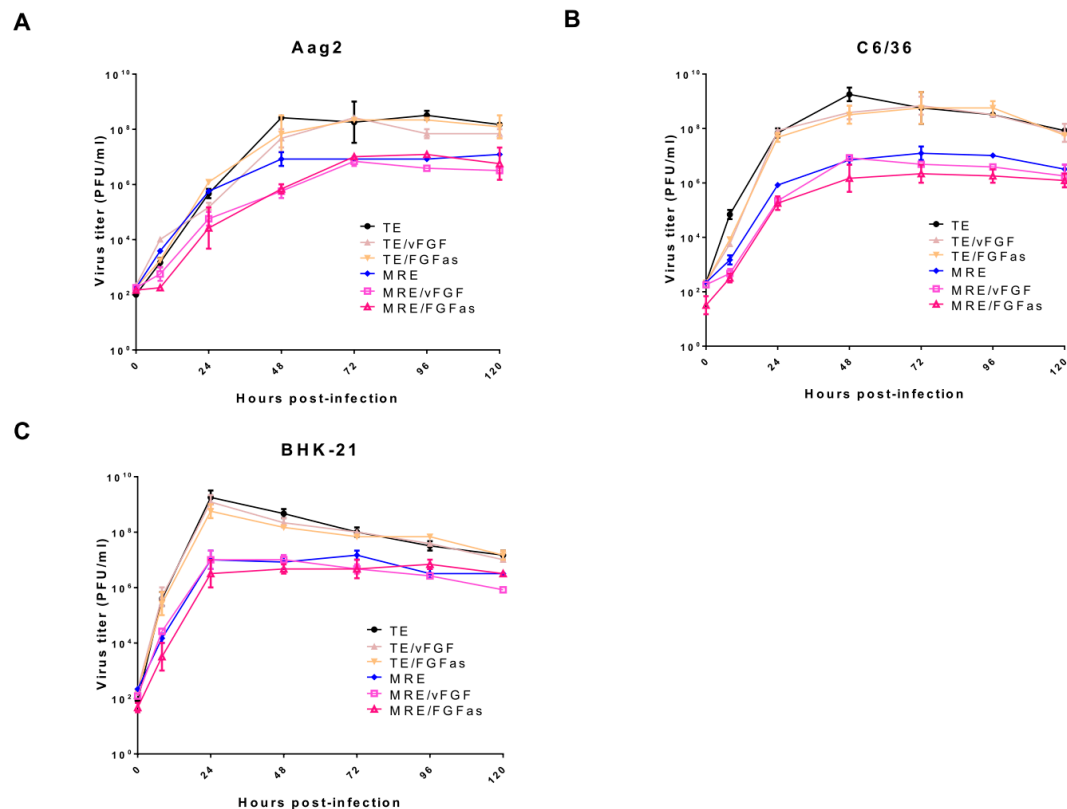 A
Aag2
Virus titer (PFU/ml)
10^10
10^8
10^6
10^4
10^2
10^0
TE
TE/vFGF
TE/FGFas
MRE
MRE/vFGF
MRE/FGFas
0 24 48 72 96 120
Hours post-infection
B
C6/36
Virus titer (PFU/ml)
10^10
10^8
10^6
10^4
10^2
10^0
TE
TE/vFGF
TE/FGFas
MRE
MRE/vFGF
MRE/FGFas
0 24 48 72 96 120
Hours post-infection
C
BHK-21
Virus titer (PFU/ml)
10^10
10^8
10^6
10^4
10^2
10^0
TE
TE/vFGF
TE/FGFas
MRE
MRE/vFGF
MRE/FGFas
0 24 48 72 96 120
Hours post-infection